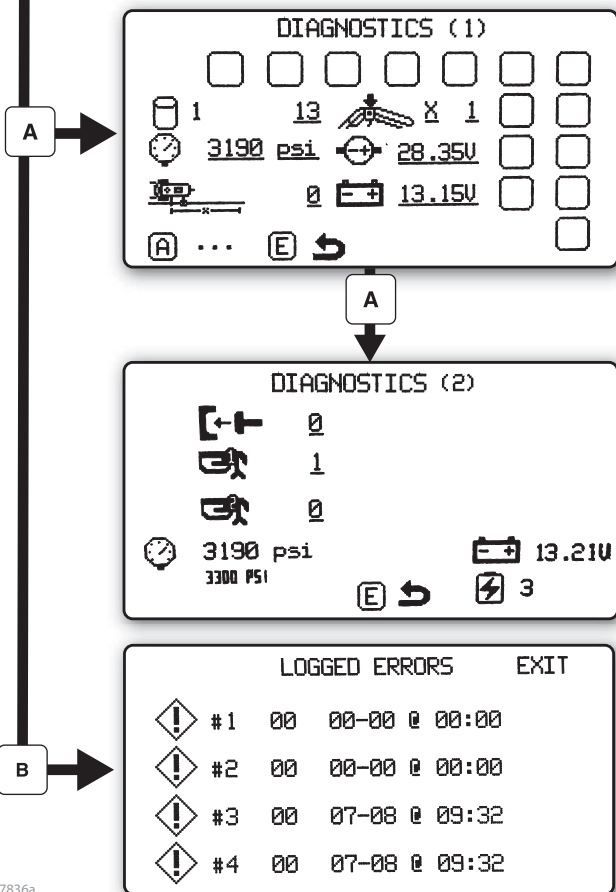 DIAGNOSTICS (1)
1 13 X 1
A
3190 psi 28.35V
0 13.15V
A ... E
A
DIAGNOSTICS (2)
0
1
0
3190 psi 13.21V
3300 PSI
E 3
LOGGED ERRORS EXIT
#1 00 00-00 @ 00:00
#2 00 00-00 @ 00:00
B
#3 00 07-08 @ 09:32
#4 00 07-08 @ 09:32
7836a